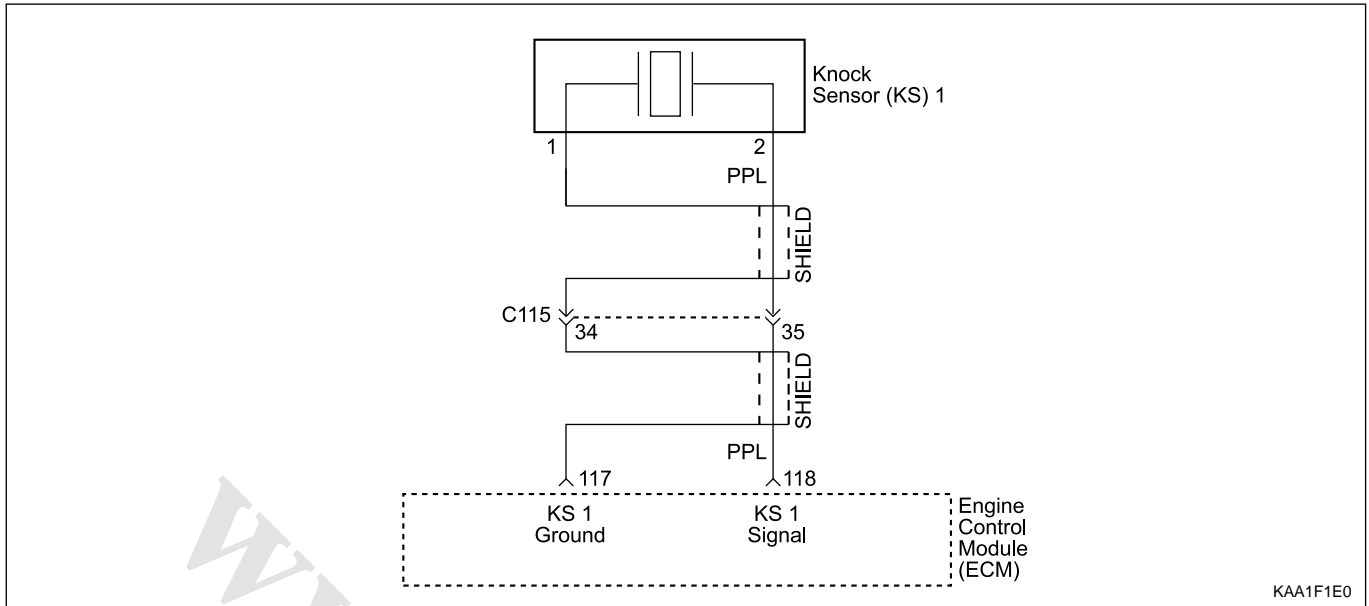 Knock
Sensor (KS) 1
1
2
PPL
SHIELD
C115
34
35
SHIELD
PPL
117
118
KS 1
Ground
KS 1
Signal
Engine
Control
Module
(ECM)
KAA1F1E0